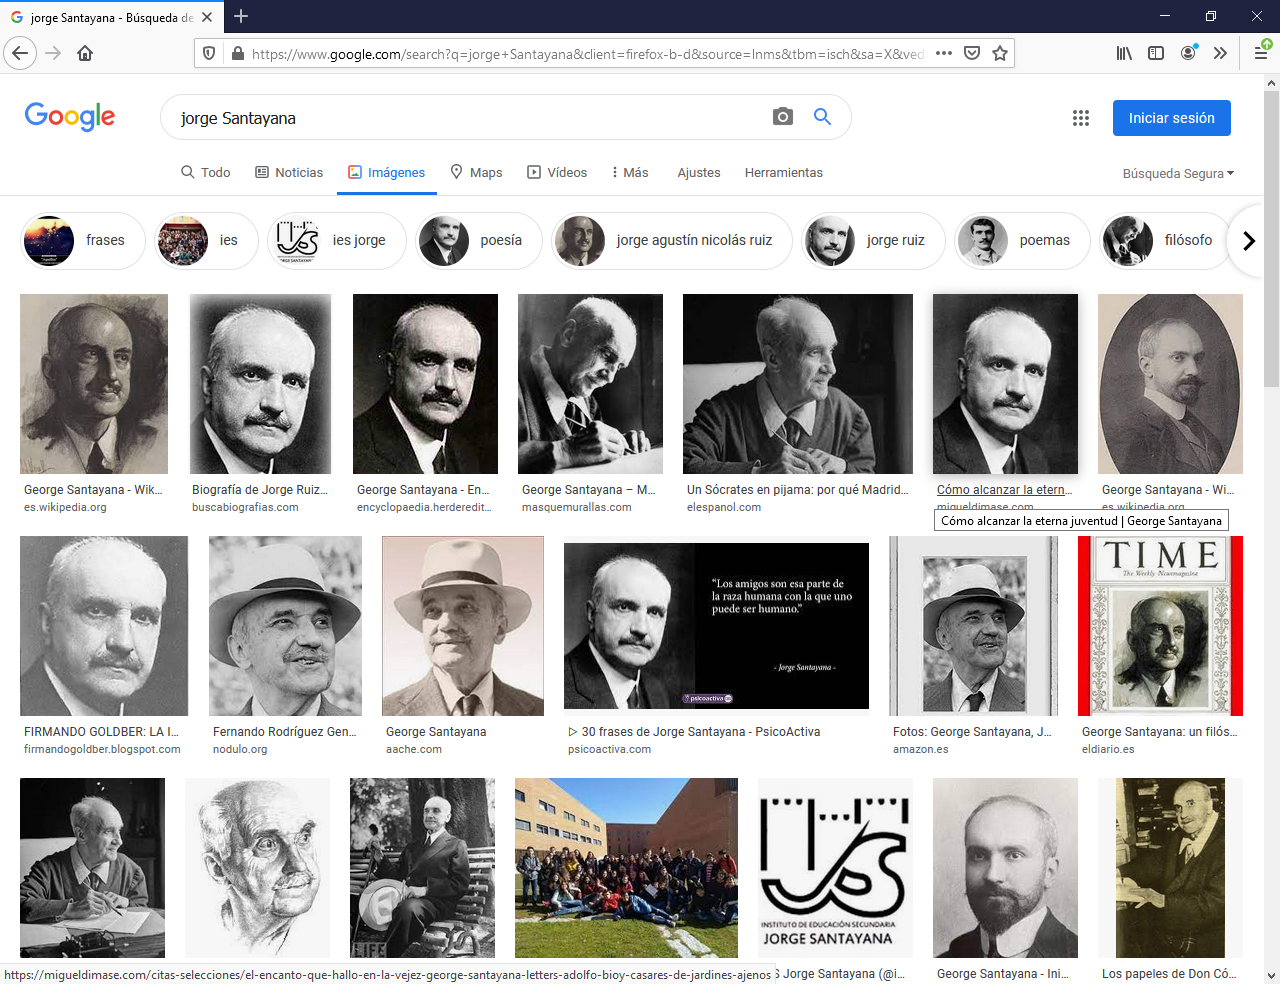 jorge Santayana - Búsqueda de
https://www.google.com/search?q=jorge+Santayana&client=firefox-b-d&source=lnms&tbm=isch&sa=X&ved
Google
jorge Santayana
Iniciar sesión
Todo
Noticias
Imágenes
Maps
Vídeos
Más
Ajustes
Herramientas
Búsqueda Segura
frases
ies
ies jorge
poesía
jorge agustín nicolás ruiz
jorge ruiz
poemas
filósofo
George Santayana - Wik...
es.wikipedia.org
Biografía de Jorge Ruiz...
buscabiografias.com
George Santayana - En...
encyclopaedia.herderedit...
George Santayana – M...
masquemurallas.com
Un Sócrates en pijama: por qué Madrid...
elespanol.com
Cómo alcanzar la etern...
migueldimase.com
George Santayana - Wi...
es.wikipedia.org
Cómo alcanzar la eterna juventud | George Santayana
“Los amigos son esa parte de
la raza humana con la que uno
puede ser humano.”
- Jorge Santayana -
psicoactiva
TIME
The Weekly Newsmagazine
FIRMANDO GOLDBER: LA I...
firmandogoldber.blogspot.com
Fernando Rodríguez Gen...
nodulo.org
George Santayana
aache.com
▷ 30 frases de Jorge Santayana - PsicoActiva
psicoactiva.com
Fotos: George Santayana, J...
amazon.es
George Santayana: un filós...
eldiario.es
LIFE
INSTITUTO DE EDUCACIÓN SECUNDARIA
JORGE SANTAYANA
https://migueldimase.com/citas-selecciones/el-encanto-que-hallo-en-la-vejez-george-santayana-letters-adolfo-bioy-casares-de-jardines-ajenos
S Jorge Santayana (@i...
George Santayana - Ini...
Los papeles de Don Có...